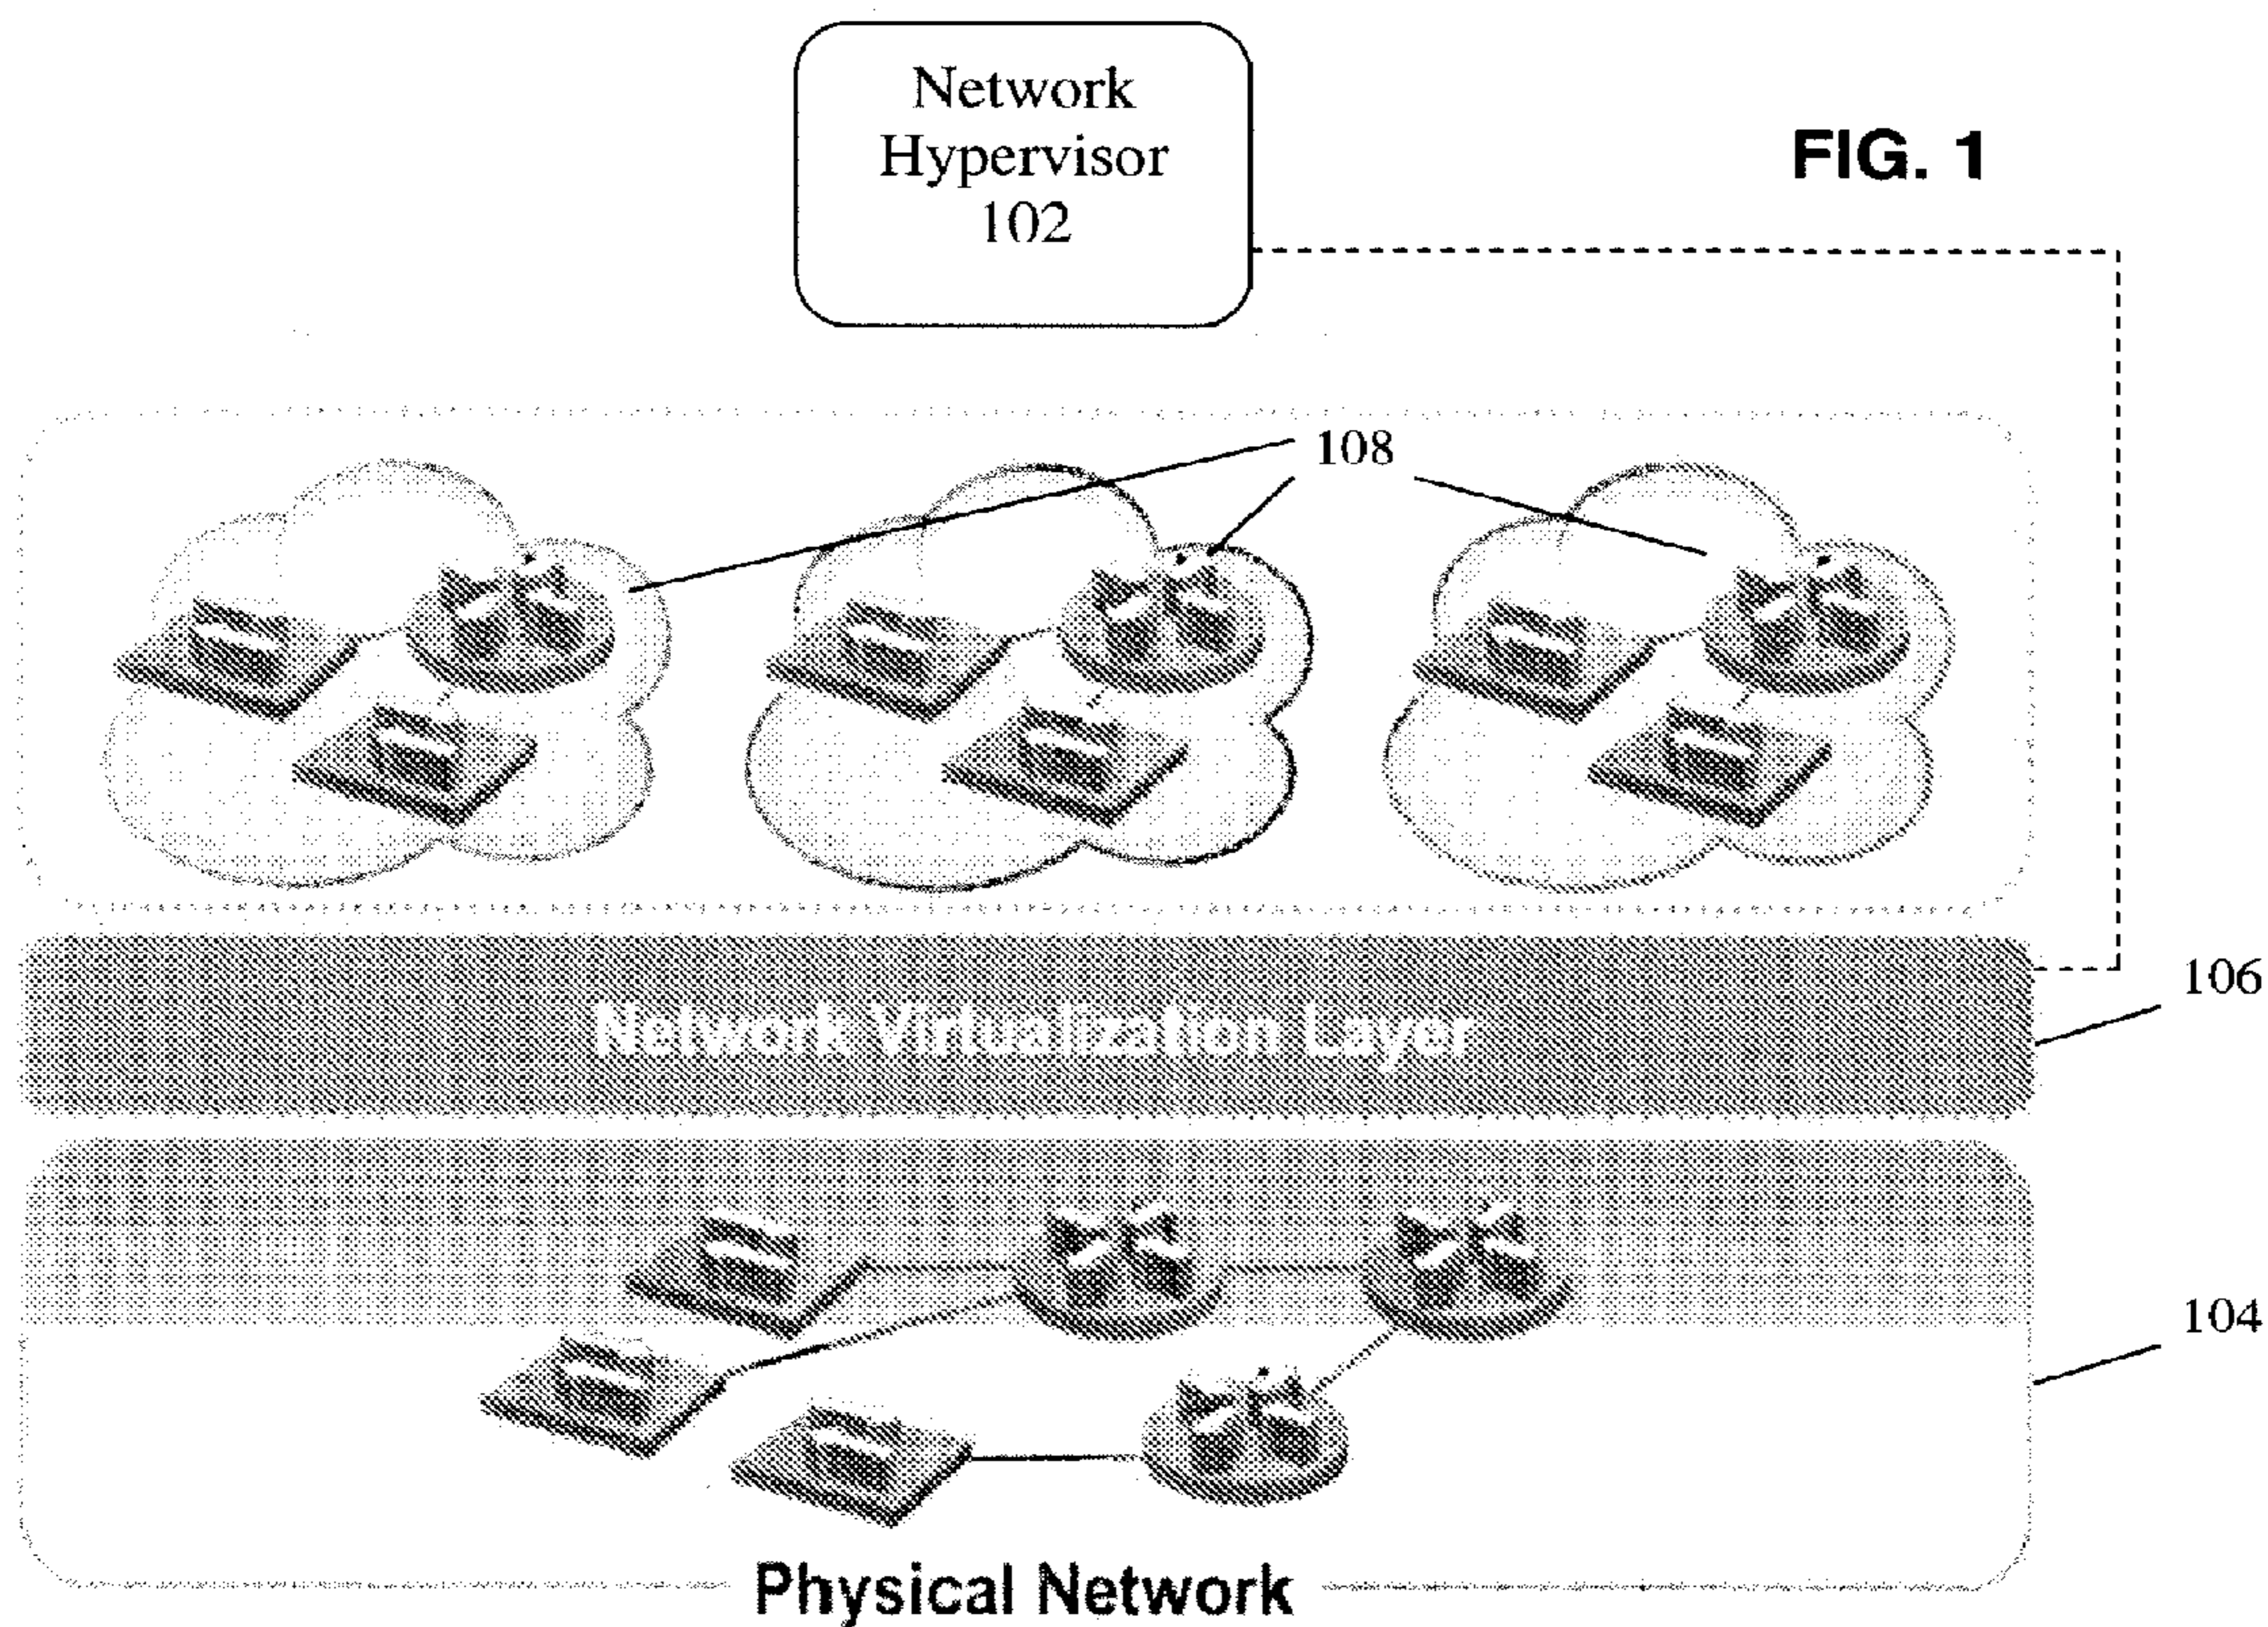 Network
Hypervisor
102
FIG. 1
108
106
Network Virtualization Layer
104
Physical Network